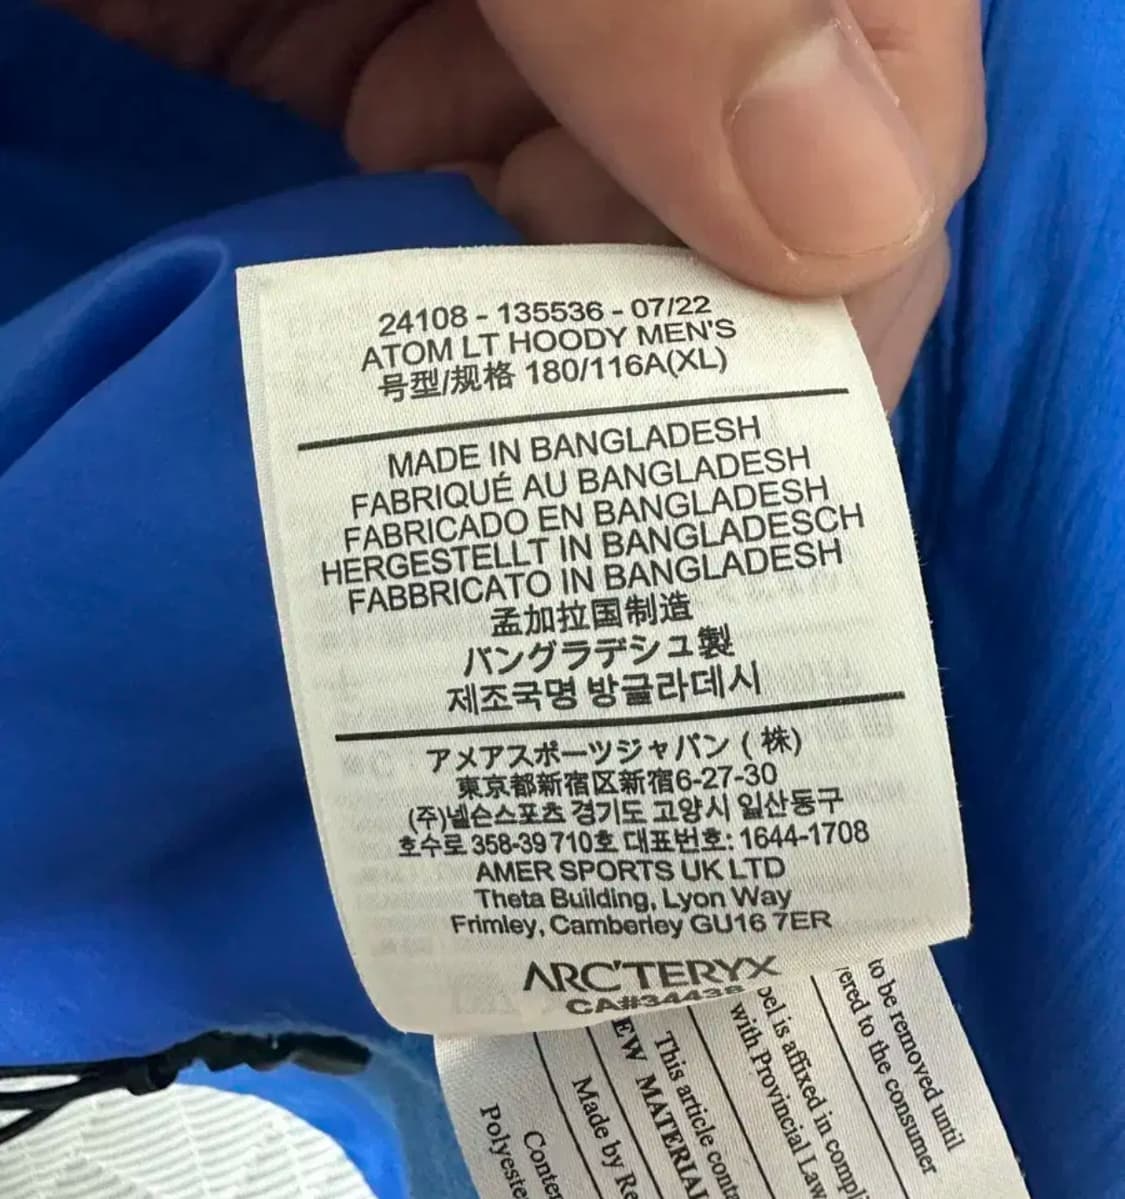 24108 - 135536 - 07/22
ATOM LT HOODY MEN'S
号型/规格 180/116A(XL)
MADE IN BANGLADESH
FABRIQUÉ AU BANGLADESH
FABRICADO EN BANGLADESH
HERGESTELLT IN BANGLADESCH
FABBRICATO IN BANGLADESH
孟加拉国制造
バングラデシュ製
제조국명 방글라데시
アメアスポーツジャパン ( 株)
東京都新宿区新宿6-27-30
(주)넬슨스포츠 경기도 고양시 일산동구
호수로 358-39 710호 대표번호: 1644-1708
AMER SPORTS UK LTD
Theta Building, Lyon Way
Frimley, Camberley GU16 7ER
ARC'TERYX
CA#34438
to be removed until
ered to the consumer
bel is affixed in compli
with Provincial Law
This article conta
EW MATERIAL
Made by Re
Conten
Polyeste